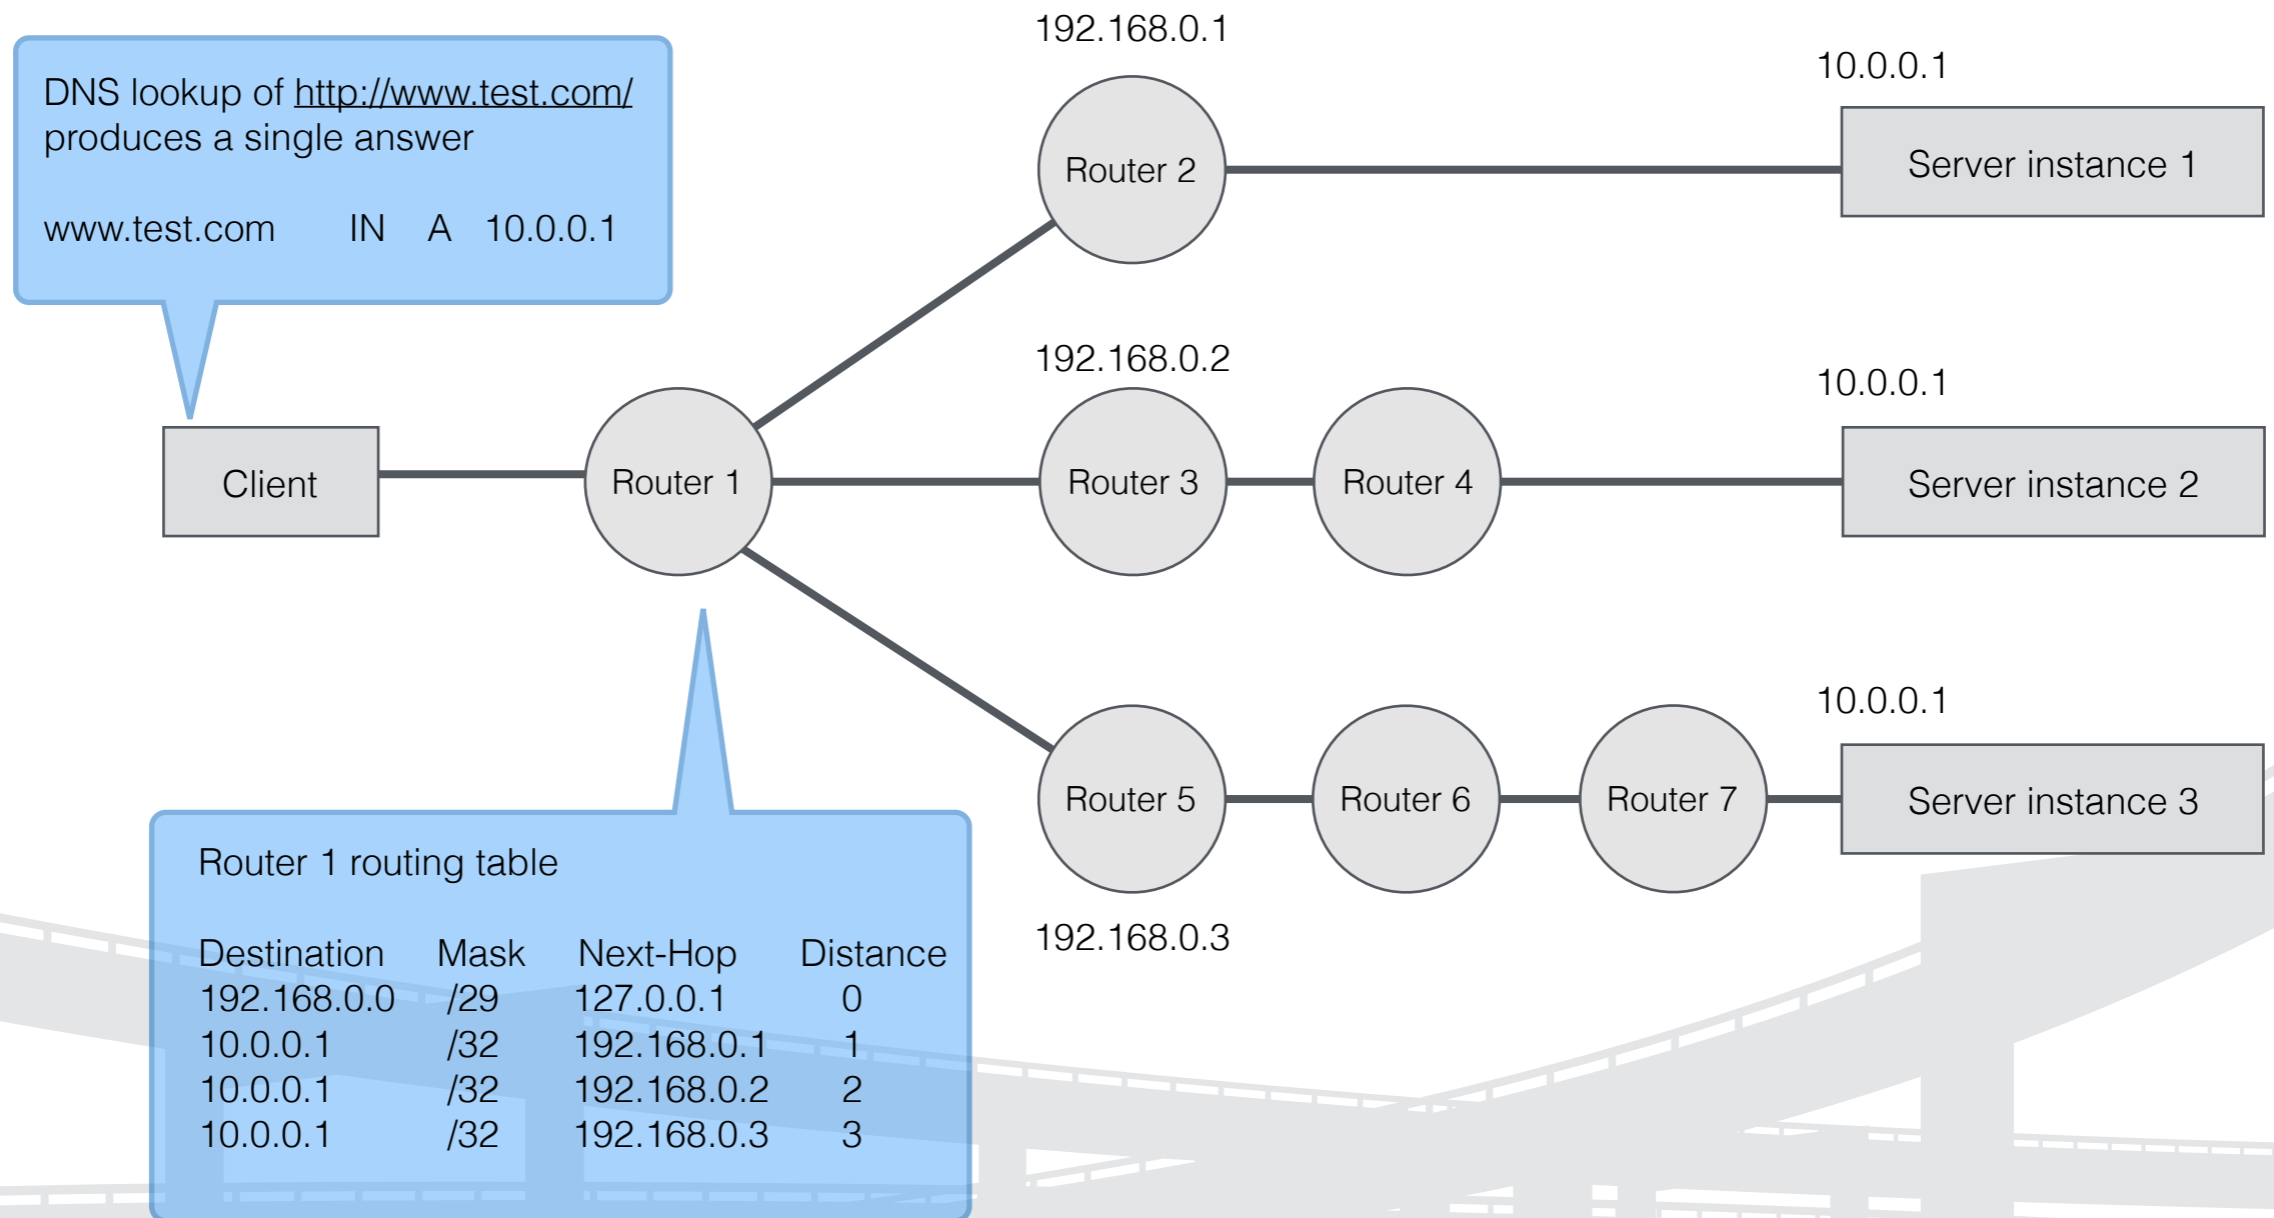 DNS lookup of http://www.test.com/
produces a single answer
www.test.com IN A 10.0.0.1
192.168.0.1
Router 2
10.0.0.1
Server instance 1
Client
Router 1
192.168.0.2
Router 3
Router 4
10.0.0.1
Server instance 2
Router 5
192.168.0.3
Router 6
Router 7
10.0.0.1
Server instance 3
Router 1 routing table
Destination Mask Next-Hop Distance
192.168.0.0 /29 127.0.0.1 0
10.0.0.1 /32 192.168.0.1 1
10.0.0.1 /32 192.168.0.2 2
10.0.0.1 /32 192.168.0.3 3